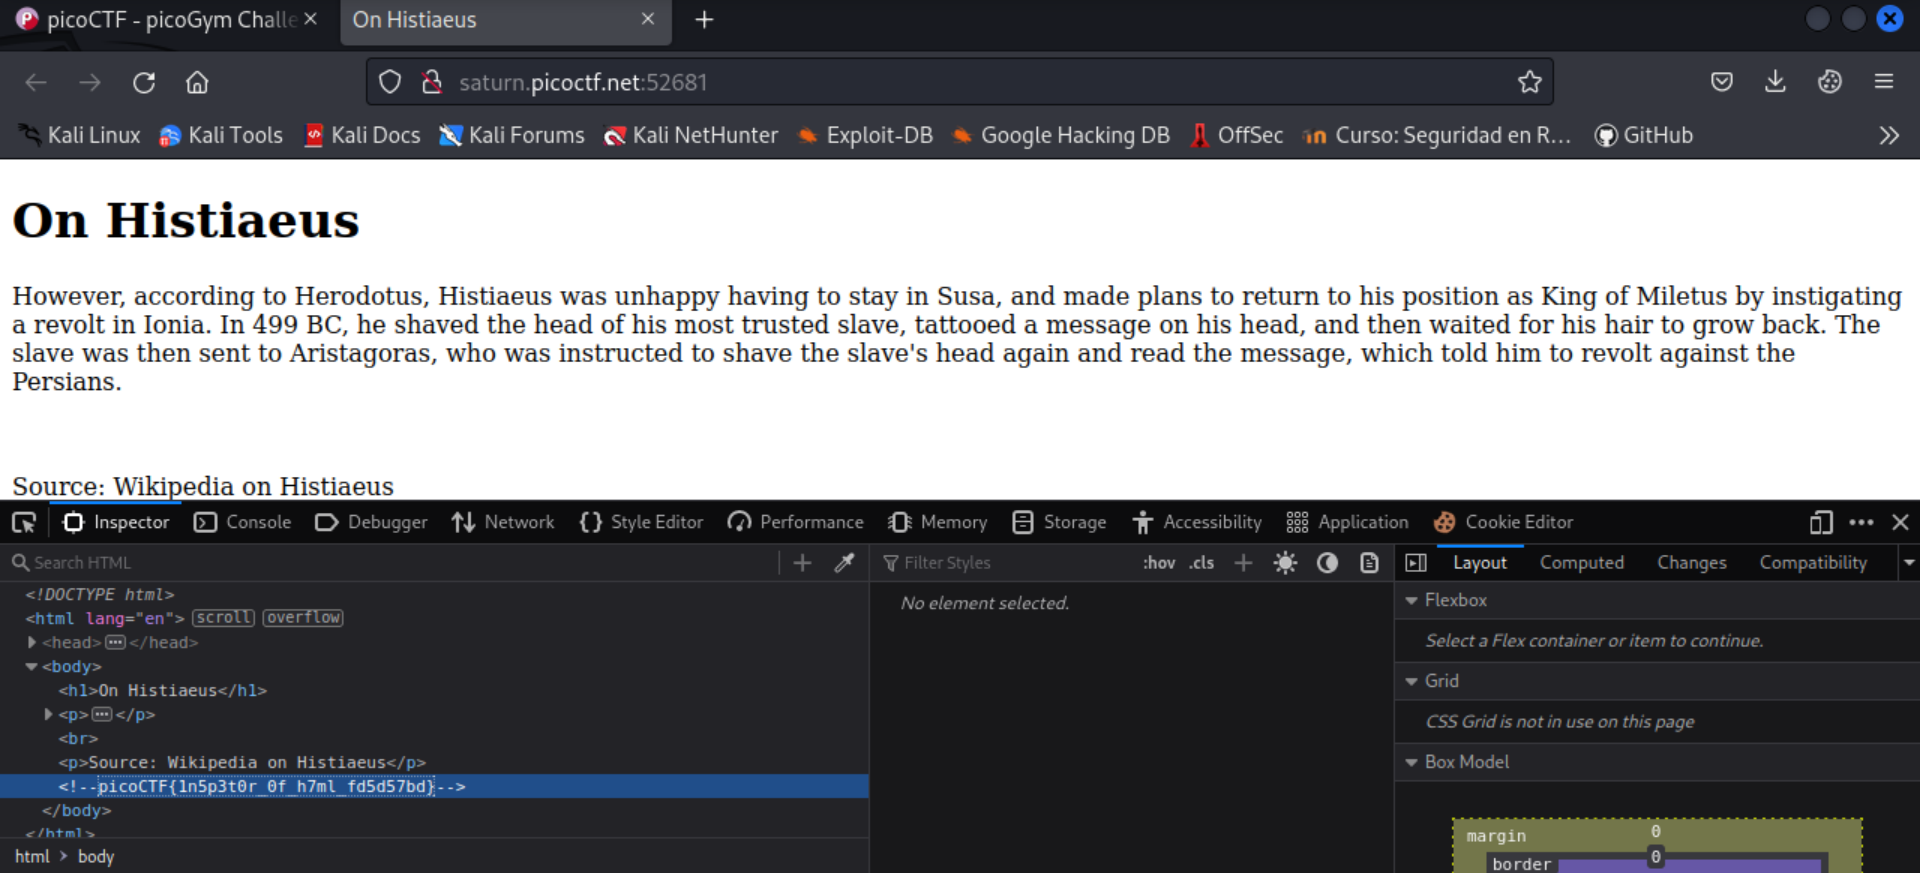 picoCTF - picoGym Challe
On Histiaeus
saturn.picoctf.net:52681
Kali Linux Kali Tools Kali Docs Kali Forums Kali NetHunter Exploit-DB Google Hacking DB OffSec Curso: Seguridad en R... GitHub
On Histiaeus
However, according to Herodotus, Histiaeus was unhappy having to stay in Susa, and made plans to return to his position as King of Miletus by instigating
a revolt in Ionia. In 499 BC, he shaved the head of his most trusted slave, tattooed a message on his head, and then waited for his hair to grow back. The
slave was then sent to Aristagoras, who was instructed to shave the slave's head again and read the message, which told him to revolt against the
Persians.
Source: Wikipedia on Histiaeus
Inspector Console Debugger Network Style Editor Performance Memory Storage Accessibility Application Cookie Editor
Search HTML
<!DOCTYPE html>
<html lang="en"> scroll overflow
<head> ... </head>
<body>
<h1>On Histiaeus</h1>
<p> ... </p>
<br>
<p>Source: Wikipedia on Histiaeus</p>
<!--picoCTF{1n5p3t0r_0f_h7ml_fd5d57bd}-->
</body>
</html>
html > body
Filter Styles :hov .cls
No element selected.
Layout Computed Changes Compatibility
Flexbox
Select a Flex container or item to continue.
Grid
CSS Grid is not in use on this page
Box Model
margin 0
border 0